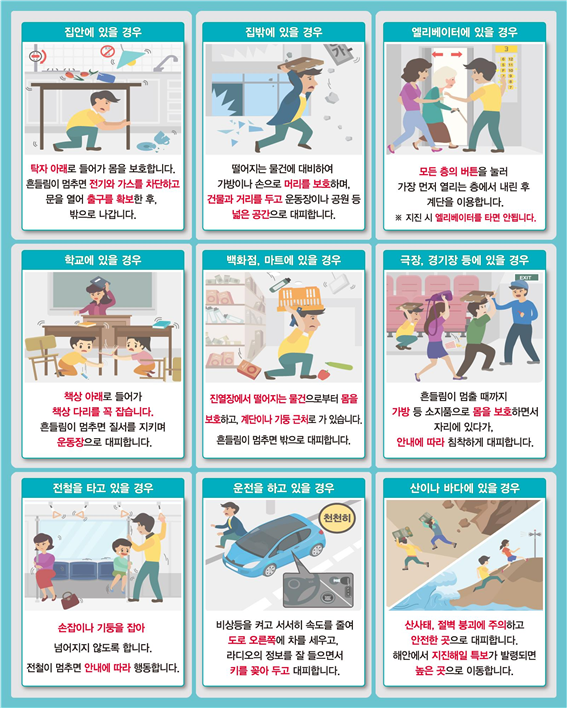 집안에 있을 경우
탁자 아래로 들어가 몸을 보호합니다.
흔들림이 멈추면 전기와 가스를 차단하고
문을 열어 출구를 확보한 후,
밖으로 나갑니다.
집밖에 있을 경우
떨어지는 물건에 대비하여
가방이나 손으로 머리를 보호하며,
건물과 거리를 두고 운동장이나 공원 등
넓은 공간으로 대피합니다.
엘리베이터에 있을 경우
3
모든 층의 버튼을 눌러
가장 먼저 열리는 층에서 내린 후
계단을 이용합니다.
※ 지진 시 엘리베이터를 타면 안됩니다.
학교에 있을 경우
책상 아래로 들어가
책상 다리를 꼭 잡습니다.
흔들림이 멈추면 질서를 지키며
운동장으로 대피합니다.
백화점, 마트에 있을 경우
진열장에서 떨어지는 물건으로부터 몸을
보호하고, 계단이나 기둥 근처로 가 있습니다.
흔들림이 멈추면 밖으로 대피합니다.
극장, 경기장 등에 있을 경우
EXIT
흔들림이 멈출 때까지
가방 등 소지품으로 몸을 보호하면서
자리에 있다가,
안내에 따라 침착하게 대피합니다.
전철을 타고 있을 경우
손잡이나 기둥을 잡아
넘어지지 않도록 합니다.
전철이 멈추면 안내에 따라 행동합니다.
운전을 하고 있을 경우
천천히
비상등을 켜고 서서히 속도를 줄여
도로 오른쪽에 차를 세우고,
라디오의 정보를 잘 들으면서
키를 꽂아 두고 대피합니다.
산이나 바다에 있을 경우
산사태, 절벽 붕괴에 주의하고
안전한 곳으로 대피합니다.
해안에서 지진해일 특보가 발령되면
높은 곳으로 이동합니다.